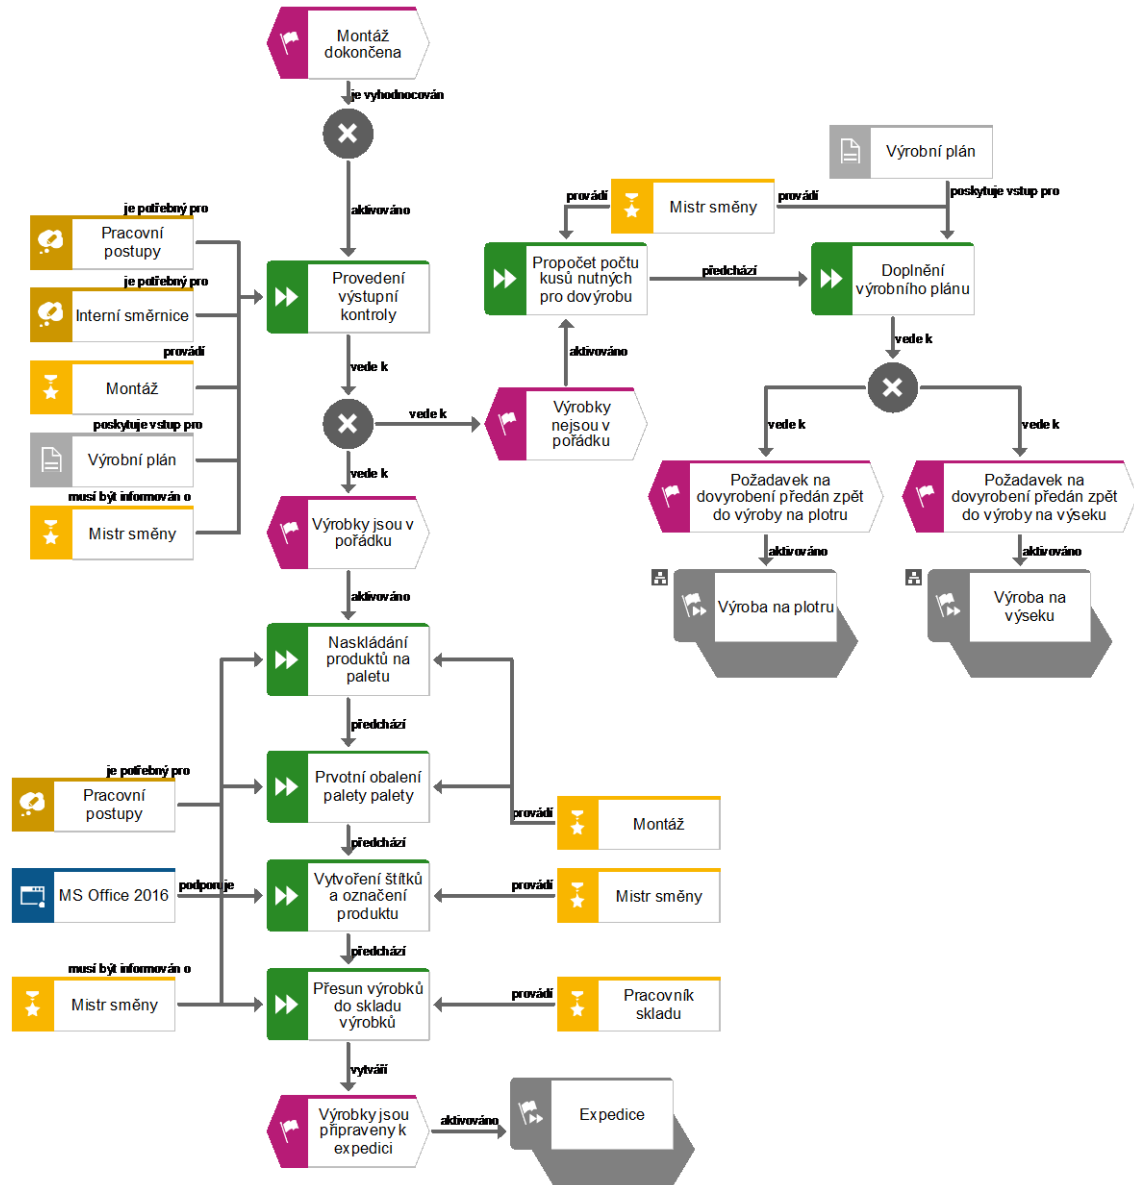 Montáž
dokončena
je vyhodnocován
aktivováno
Výrobní plán
poskytuje vstup pro
provádí
Mistr směny
provádí
je potřebný pro
Pracovní
postupy
je potřebný pro
Interní směrnice
provádí
Montáž
poskytuje vstup pro
Výrobní plán
musí být informován o
Mistr směny
Provedení
výstupní
kontroly
Propočet počtu
kusů nutných
pro dovýrobu
předchází
Doplnění
výrobního plánu
vede k
aktivováno
vede k
vede k
Výrobky
nejsou v
pořádku
vede k
vede k
vede k
Výrobky jsou v
pořádku
Požadavek na
dovyrobení předán zpět
do výroby na plotru
Požadavek na
dovyrobení předán zpět
do výroby na výseku
aktivováno
aktivováno
Výroba na plotru
Výroba na
výseku
aktivováno
Naskládání
produktů na
paletu
předchází
je potřebný pro
Pracovní
postupy
Prvotní obalení
palety palety
provádí
Montáž
předchází
MS Office 2016
podporuje
Vytvoření štítků
a označení
produktu
provádí
Mistr směny
předchází
musí být informován o
Mistr směny
Přesun výrobků
do skladu
výrobků
provádí
Pracovník
skladu
vytváří
Výrobky jsou
připraveny k
expedici
aktivováno
Expedice